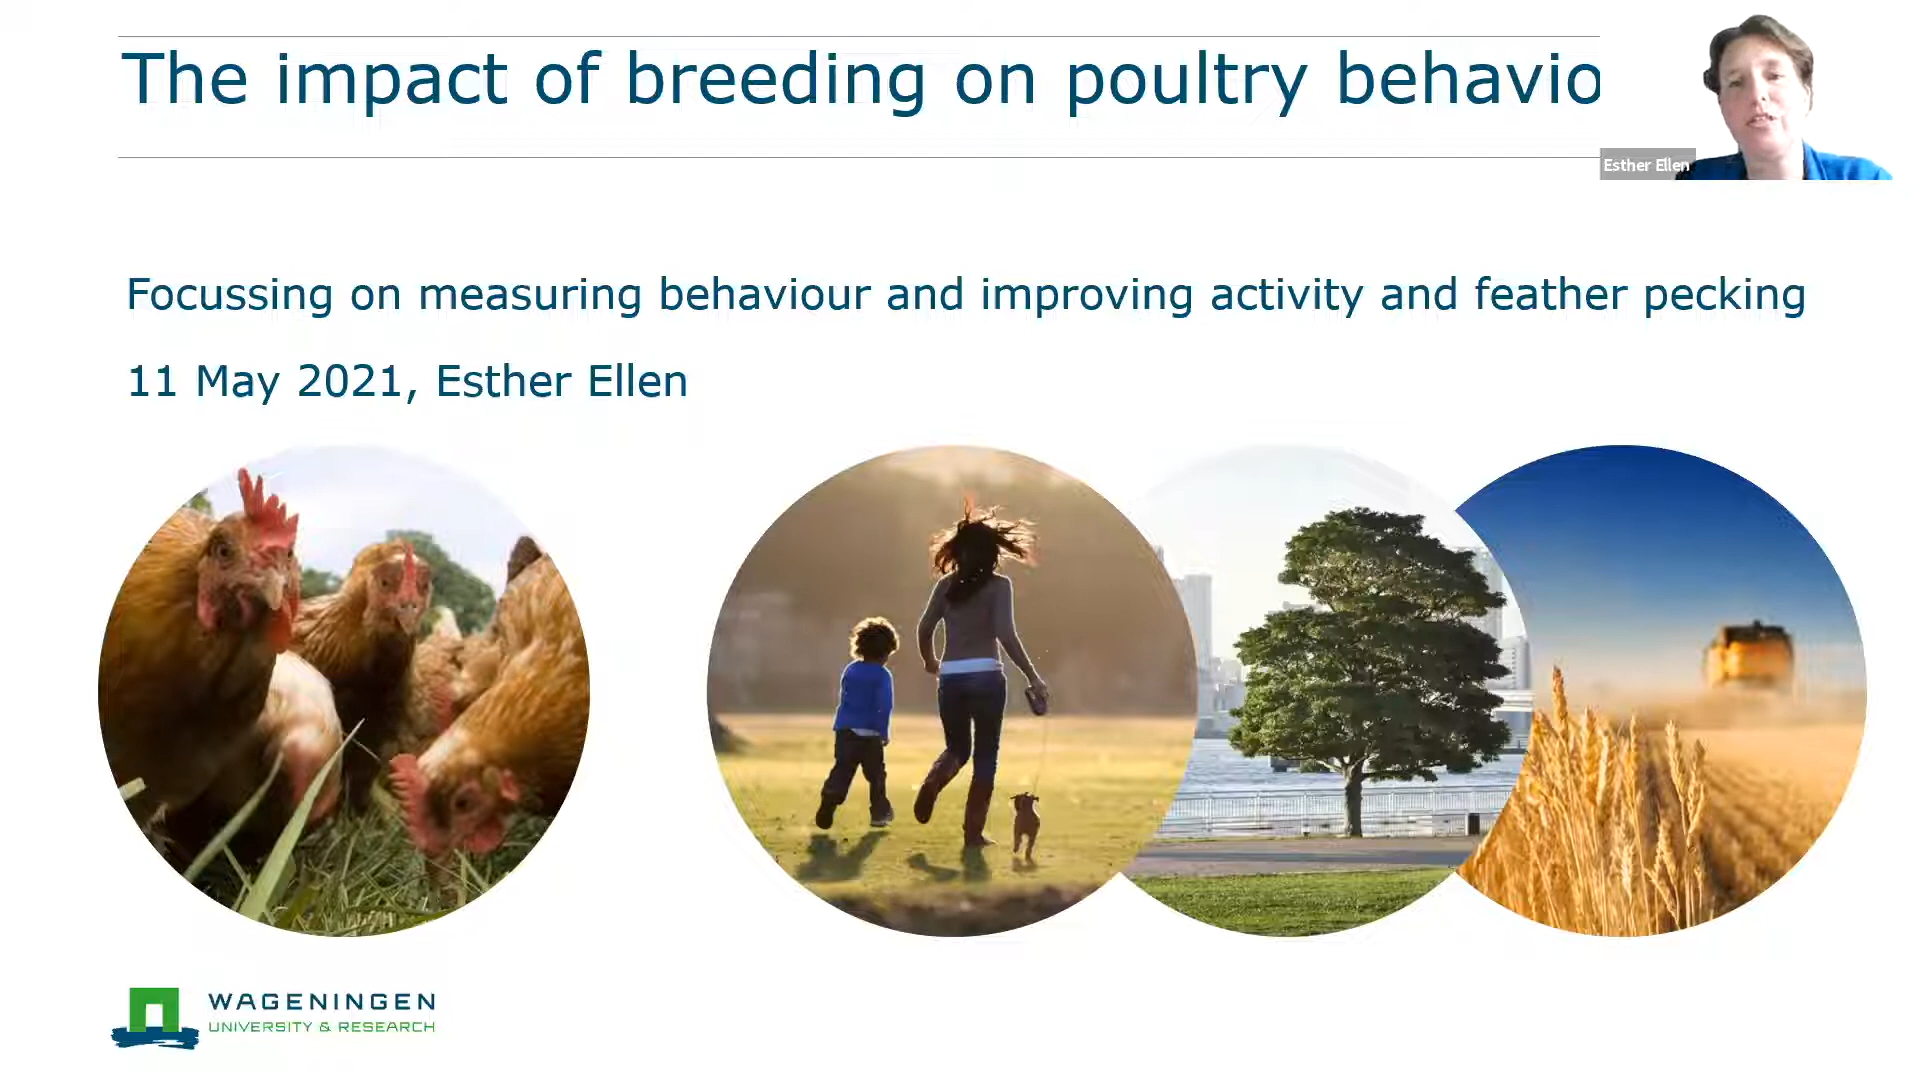 The impact of breeding on poultry behavio
Esther Ellen
Focussing on measuring behaviour and improving activity and feather pecking
11 May 2021, Esther Ellen
WAGENINGEN
UNIVERSITY & RESEARCH